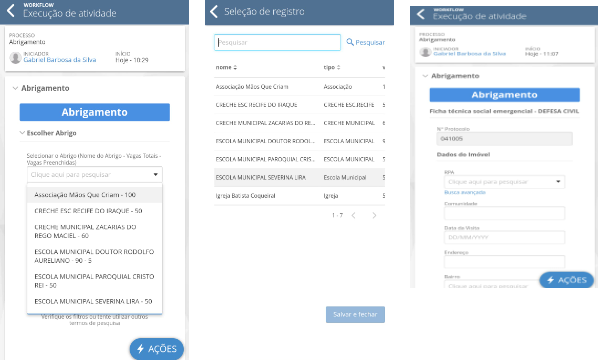 WORKFLOW
Execução de atividade
PROCESSO
Abrigamento
INICIADOR
Gabriel Barbosa da Silva
INÍCIO
Hoje - 10:29
Abrigamento
Abrigamento
Escolher Abrigo
Selecionar o Abrigo (Nome do Abrigo - Vagas Totais -
Vagas Preenchidas)
Clique aqui para pesquisar
Associação Mãos Que Criam - 100
CRECHE ESC RECIFE DO IRAQUE - 50
CRECHE MUNICIPAL ZACARIAS DO
REGO MACIEL - 60
ESCOLA MUNICIPAL DOUTOR RODOLFO
AURELIANO - 90 - 5
ESCOLA MUNICIPAL PAROQUIAL CRISTO
REI - 50
ESCOLA MUNICIPAL SEVERINA LIRA - 50
Verifique os filtros ou tente utilizar outros
termos de pesquisa
AÇÕES
Seleção de registro
Pesquisar
Pesquisar
nome
tipo
v
Associação Mãos Que Criam
Associação
1
CRECHE ESC RECIFE DO IRAQUE
CRECHE ESC.RECIFE
5
CRECHE MUNICIPAL ZACARIAS DO RE...
CRECHE MUNICIPAL
6
ESCOLA MUNICIPAL DOUTOR RODOL...
ESCOLA MUNICIPAL
9
ESCOLA MUNICIPAL PAROQUIAL CRIS...
ESCOLA MUNICIPAL
5
ESCOLA MUNICIPAL SEVERINA LIRA
Escola Municipal
5
Igreja Batista Coqueiral
Igreja
5
1 - 7
Salvar e fechar
WORKFLOW
Execução de atividade
PROCESSO
Abrigamento
INICIADOR
Gabriel Barbosa da Silva
INÍCIO
Hoje - 11:07
Abrigamento
Abrigamento
Ficha técnica social emergencial - DEFESA CIVIL
N° Protocolo
041005
Dados do Imóvel
RPA
Clique aqui para pesquisar
Busca avançada
Comunidade
Data da Visita
DD/MM/YYYY
Endereço
Bairro
Clique aqui para pesquisar
AÇÕES